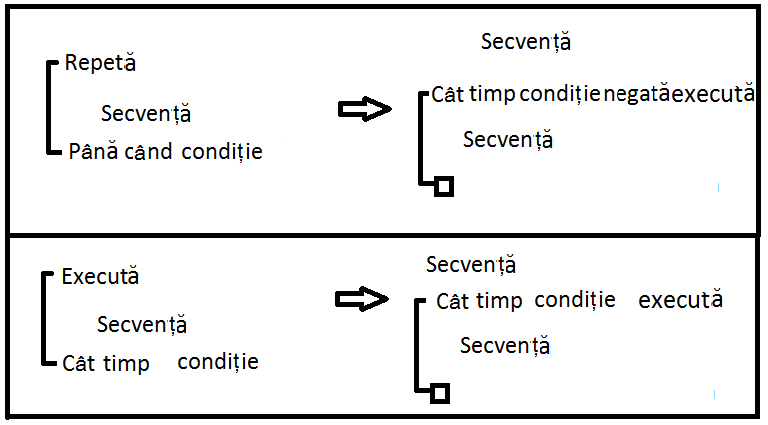 Repetă
Secvență
Până când condiție
Secvență
Cât timp condiție negată execută
Secvență
Execută
Secvență
Cât timp condiție
Secvență
Cât timp condiție execută
Secvență